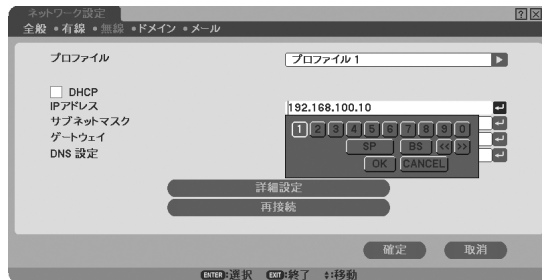 ネットワーク設定
全般 ●有線 ●無線 ●ドメイン ●メール
プロファイル プロファイル 1
DHCP
IPアドレス 192.168.100.10
サブネットマスク
ゲートウェイ
DNS 設定
1 2 3 4 5 6 7 8 9 0
SP BS << >>
OK CANCEL
詳細設定
再接続
確定 取消
ENTER:選択 EXIT:終了 :移動